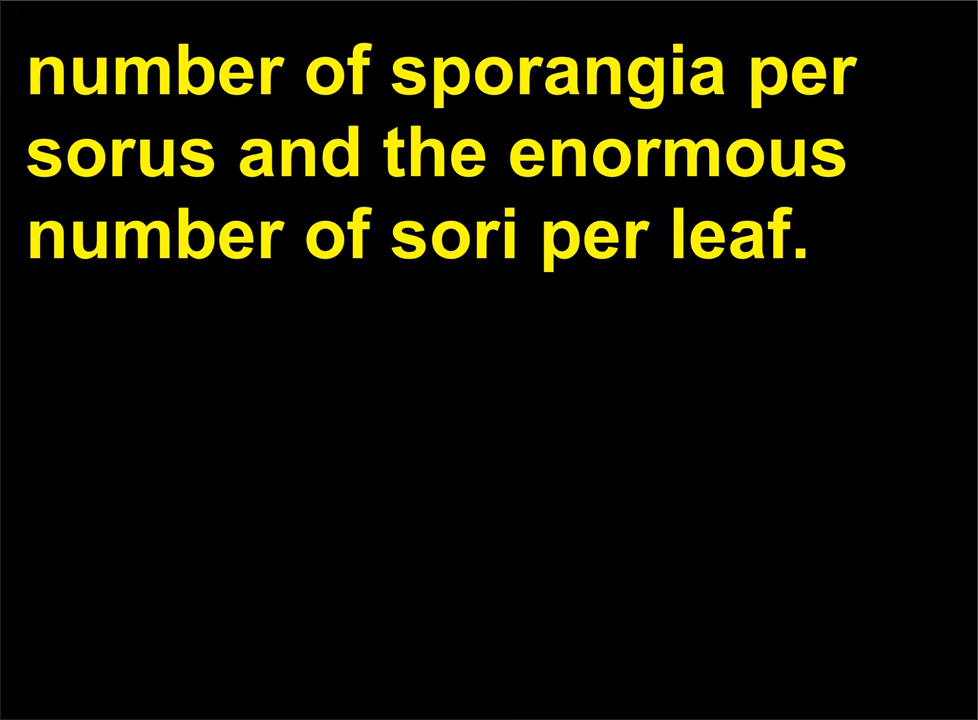 number of sporangia per
sorus and the enormous
number of sori per leaf.